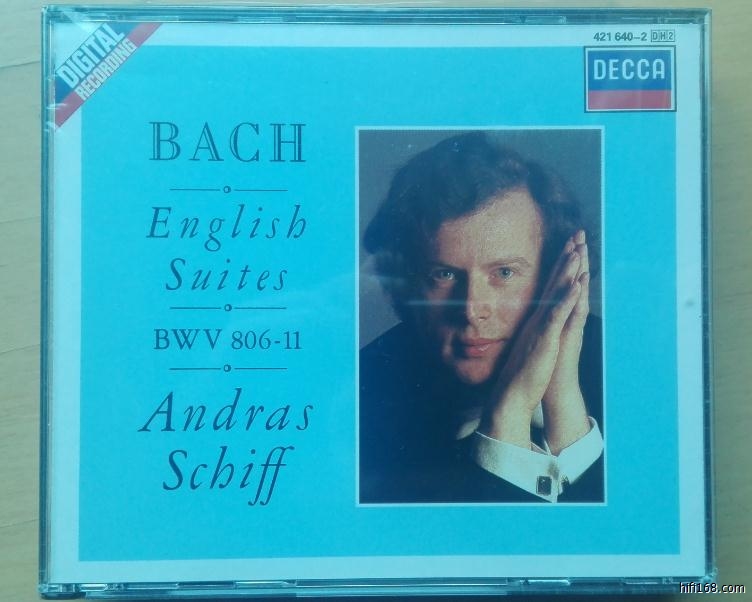 DIGITAL
RECORDING
421 640-2 DH2
DECCA
BACH
English
Suites
BWV 806-11
Andras
Schiff
hifi168.com